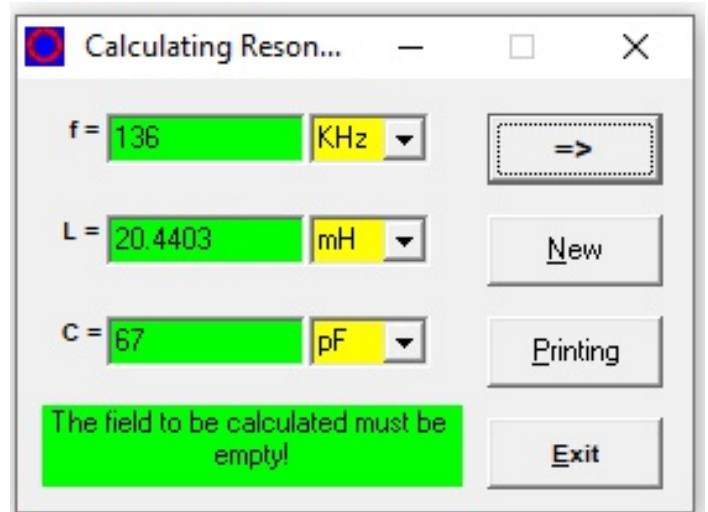 Calculating Reson...
f = 136 KHz =>
L = 20.4403 mH New
C = 67 pF Printing
The field to be calculated must be
empty!
Exit